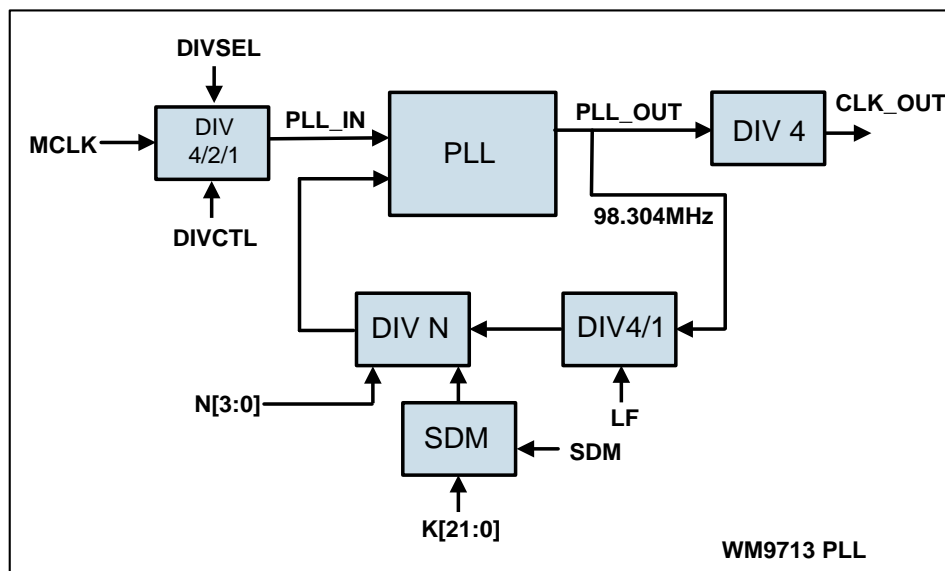 DIVSEL
DIV
4/2/1
MCLK
DIVCTL
PLL_IN
PLL
PLL_OUT
DIV 4
CLK_OUT
98.304MHz
DIV N
DIV4/1
N[3:0]
LF
SDM
SDM
K[21:0]
WM9713 PLL